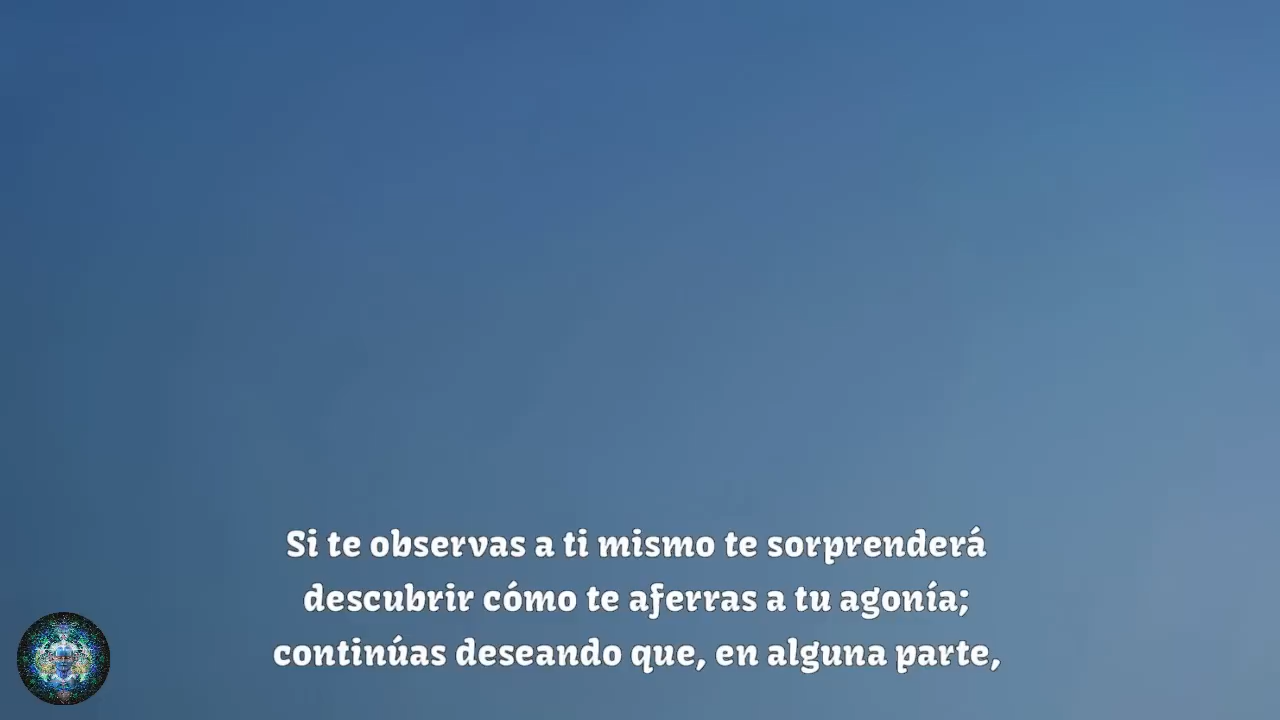 Si te observas a ti mismo te sorprenderá
descubrir cómo te aferras a tu agonía;
continúas deseando que, en alguna parte,